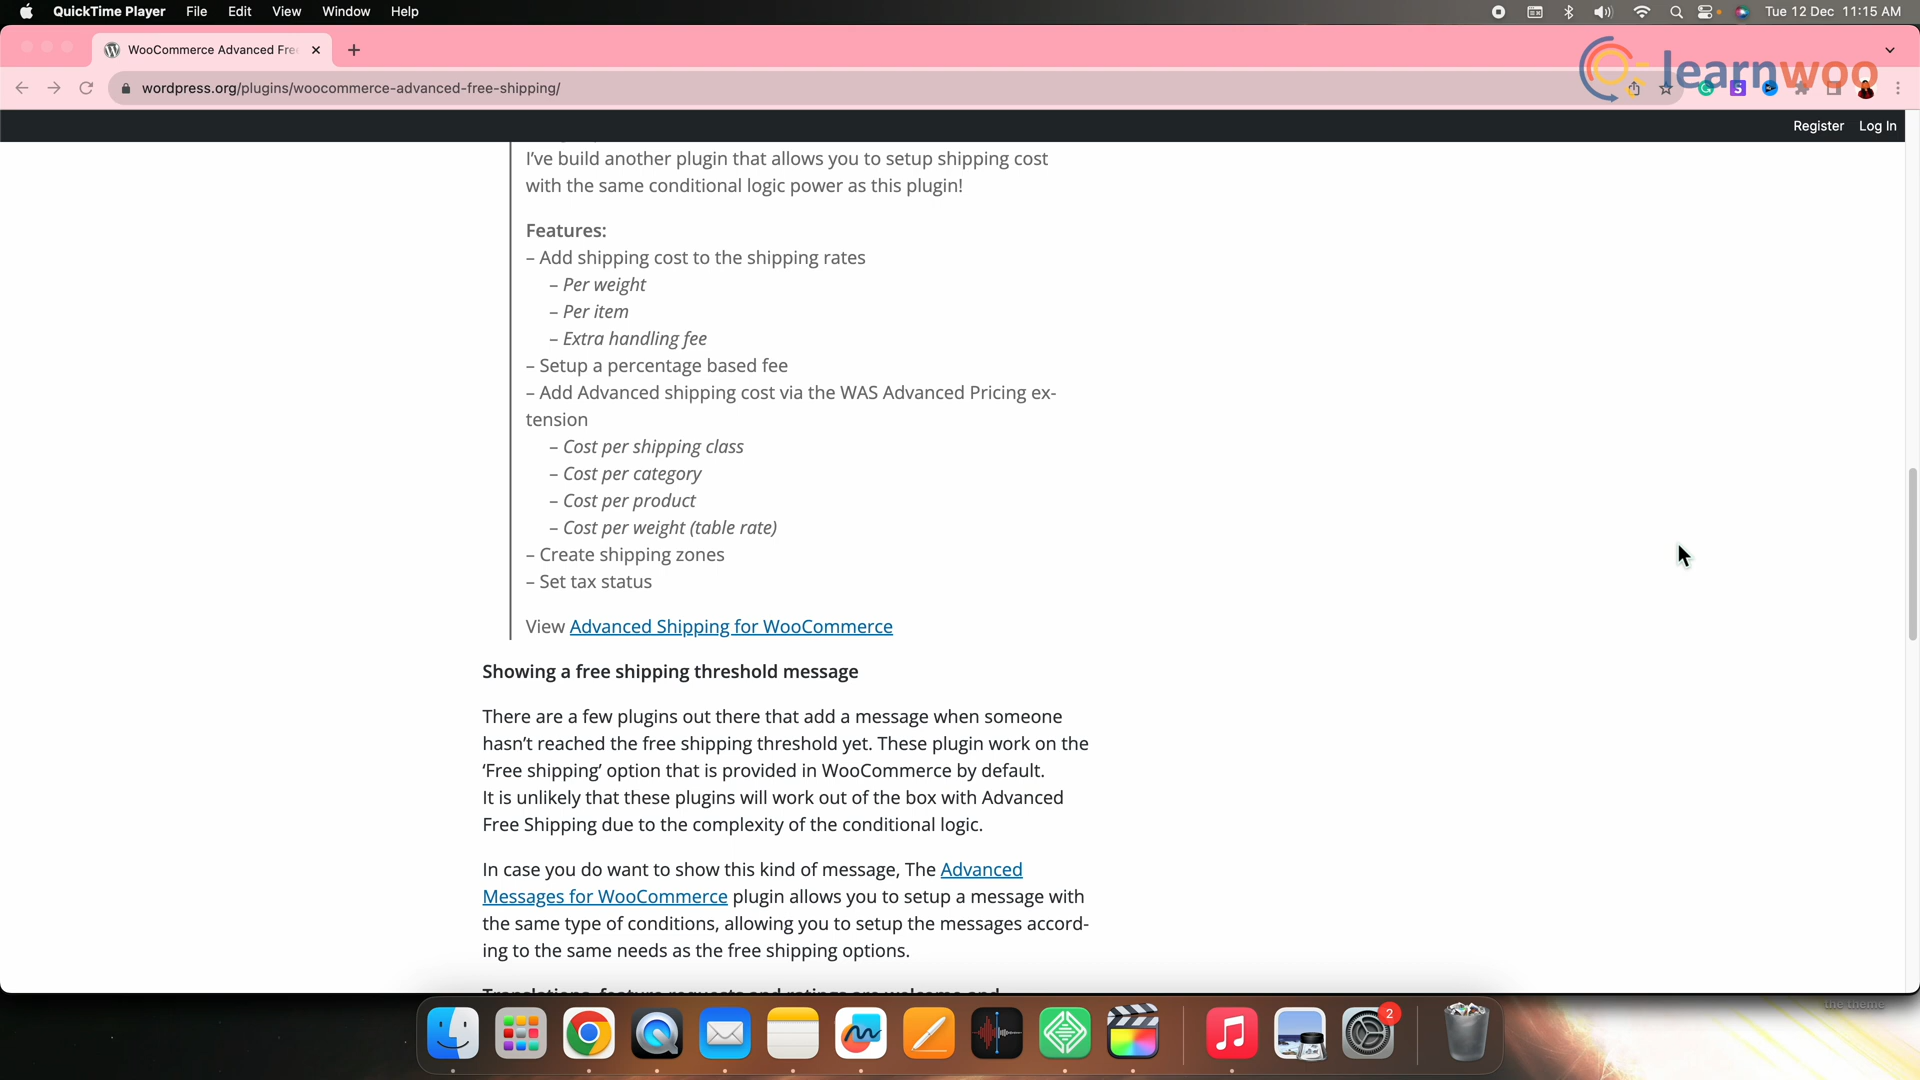 QuickTime Player File Edit View Window Help
Tue 12 Dec 11:15 AM
WooCommerce Advanced Fre
learnwoo
wordpress.org/plugins/woocommerce-advanced-free-shipping/
Register Log In
I've build another plugin that allows you to setup shipping cost
with the same conditional logic power as this plugin!
Features:
– Add shipping cost to the shipping rates
– Per weight
– Per item
– Extra handling fee
– Setup a percentage based fee
– Add Advanced shipping cost via the WAS Advanced Pricing ex-
tension
– Cost per shipping class
– Cost per category
– Cost per product
– Cost per weight (table rate)
– Create shipping zones
– Set tax status
View Advanced Shipping for WooCommerce
Showing a free shipping threshold message
There are a few plugins out there that add a message when someone
hasn't reached the free shipping threshold yet. These plugin work on the
'Free shipping' option that is provided in WooCommerce by default.
It is unlikely that these plugins will work out of the box with Advanced
Free Shipping due to the complexity of the conditional logic.
In case you do want to show this kind of message, The Advanced
Messages for WooCommerce plugin allows you to setup a message with
the same type of conditions, allowing you to setup the messages accord-
ing to the same needs as the free shipping options.
Translations, feature requests and ratings are welcome and
the theme
2